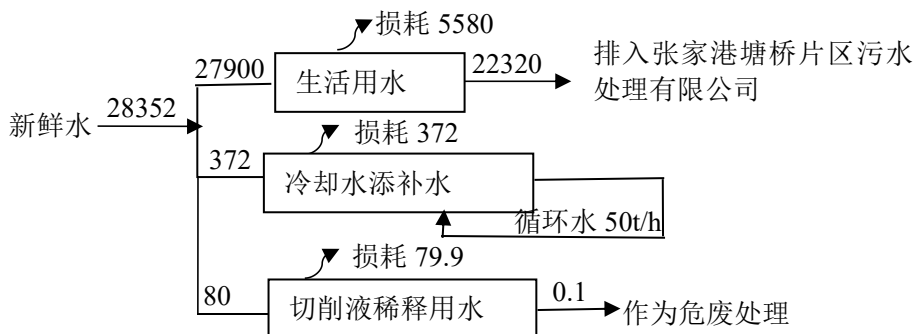 损耗 5580
27900
生活用水
22320
排入张家港塘桥片区污水
处理有限公司
新鲜水
28352
损耗 372
372
冷却水添补水
循环水 50t/h
损耗 79.9
80
切削液稀释用水
0.1
作为危废处理